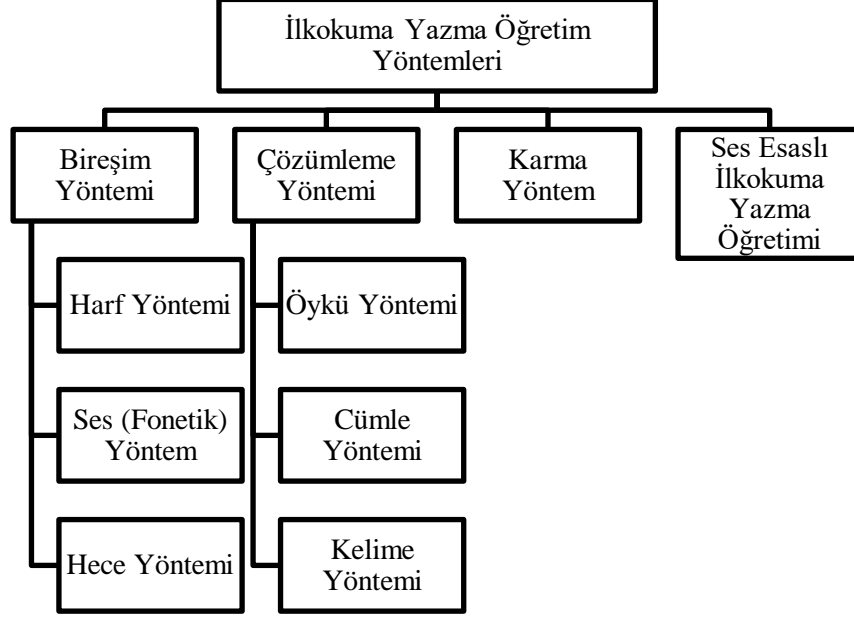 İlkokuma Yazma Öğretim
Yöntemleri
Bireşim
Yöntemi
Çözümleme
Yöntemi
Karma
Yöntem
Ses Esaslı
İlkokuma
Yazma
Öğretimi
Harf Yöntemi
Öykü Yöntemi
Ses (Fonetik)
Yöntem
Cümle
Yöntemi
Hece Yöntemi
Kelime
Yöntemi